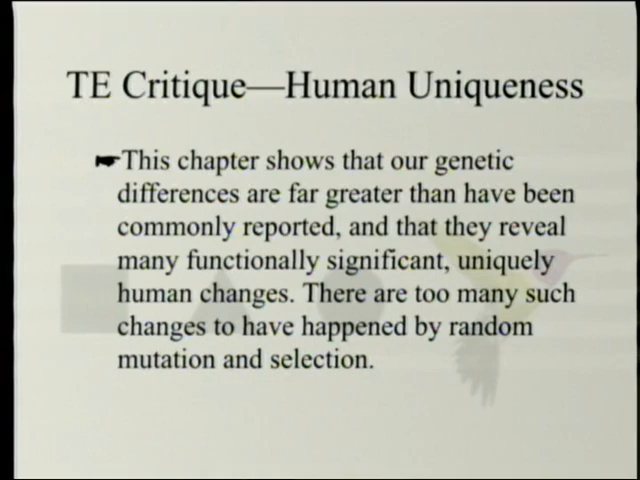 TE Critique—Human Uniqueness
This chapter shows that our genetic
differences are far greater than have been
commonly reported, and that they reveal
many functionally significant, uniquely
human changes. There are too many such
changes to have happened by random
mutation and selection.